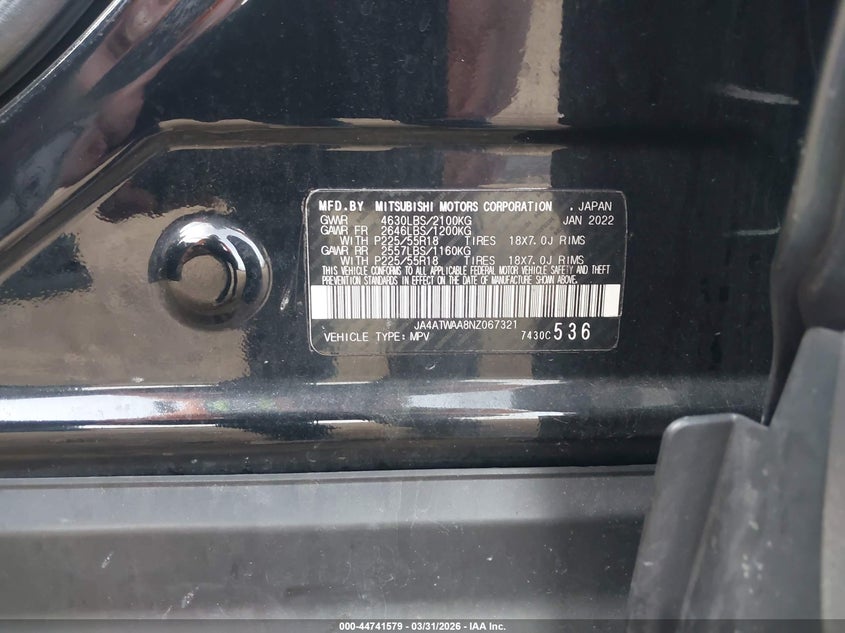 MFD.BY MITSUBISHI MOTORS CORPORATION . JAPAN
GVWR 4630LBS/2100KG JAN 2022
GAWR FR 2646LBS/1200KG
WITH P225/55R18 TIRES 18X7.0J RIMS
GAWR RR 2557LBS/1160KG
WITH P225/55R18 TIRES 18X7.0J RIMS
THIS VEHICLE CONFORMS TO ALL APPLICABLE FEDERAL MOTOR VEHICLE SAFETY AND THEFT
PREVENTION STANDARDS IN EFFECT ON THE DATE OF MANUFACTURE SHOWN ABOVE.
JA4ATWAA8NZ067321
VEHICLE TYPE: MPV 7430C 536
000-44741579 — 03/31/2026 — IAA Inc.